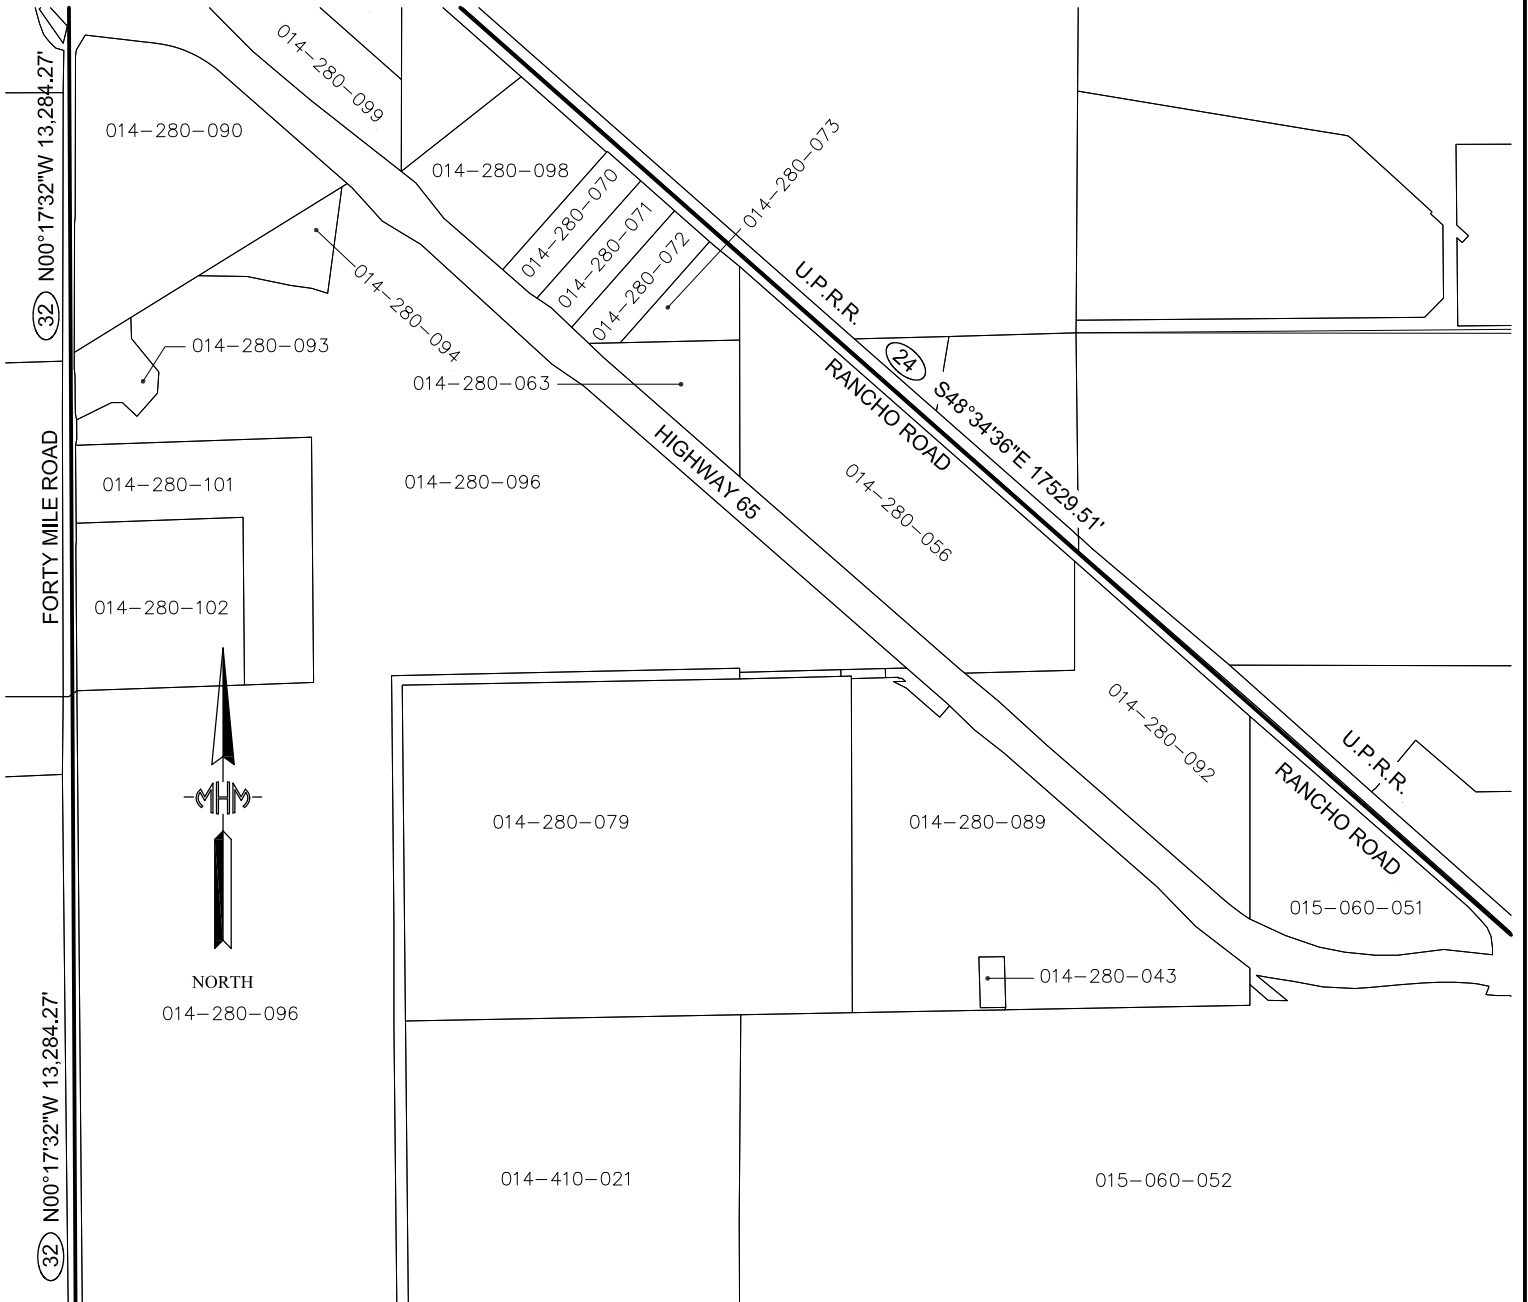 014-280-099
014-280-090
N00°17'32"W 13,284.27'
32
014-280-098
014-280-070
014-280-071
014-280-072
014-280-073
U.P.R.R.
014-280-094
014-280-093
014-280-063
24
S48°34'36"E 17529.51'
RANCHO ROAD
HIGHWAY 65
014-280-096
014-280-101
FORTY MILE ROAD
014-280-056
014-280-102
014-280-092
U.P.R.R.
RANCHO ROAD
MHM
014-280-079
014-280-089
015-060-051
NORTH
014-280-043
014-280-096
N00°17'32"W 13,284.27'
32
014-410-021
015-060-052